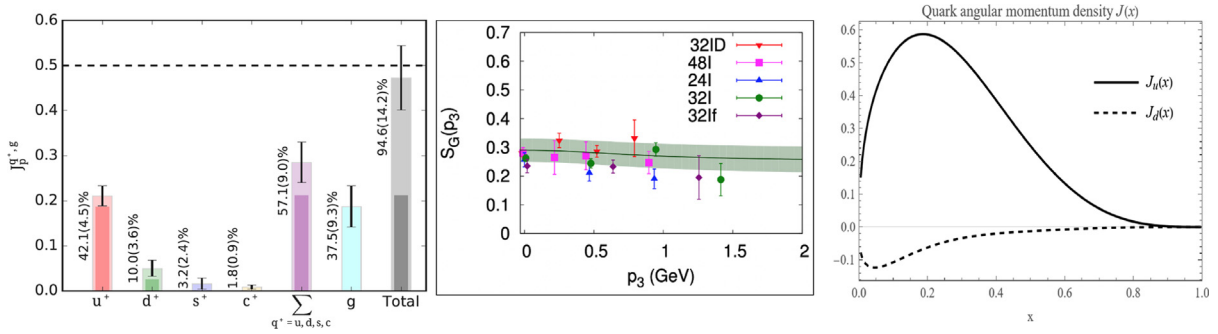 0.6
0.5
0.4
0.3
0.2
0.1
0.0
J_p^{q^+, g}
42.1(4.5)%
10.0(3.6)%
3.2(2.4)%
1.8(0.9)%
57.1(9.0)%
37.5(9.3)%
94.6(14.2)%
u⁺ d⁺ s⁺ c⁺ ∑ g Total
q⁺ = u, d, s, c
0.7
0.6
0.5
0.4
0.3
0.2
0.1
0
S_G(p₃)
32ID
48I
24I
32I
32If
0 0.5 1 1.5 2
p₃ (GeV)
Quark angular momentum density J(x)
0.6
0.5
0.4
0.3
0.2
0.1
0.0
-0.1
J_u(x)
J_d(x)
0.0 0.2 0.4 0.6 0.8 1.0
x